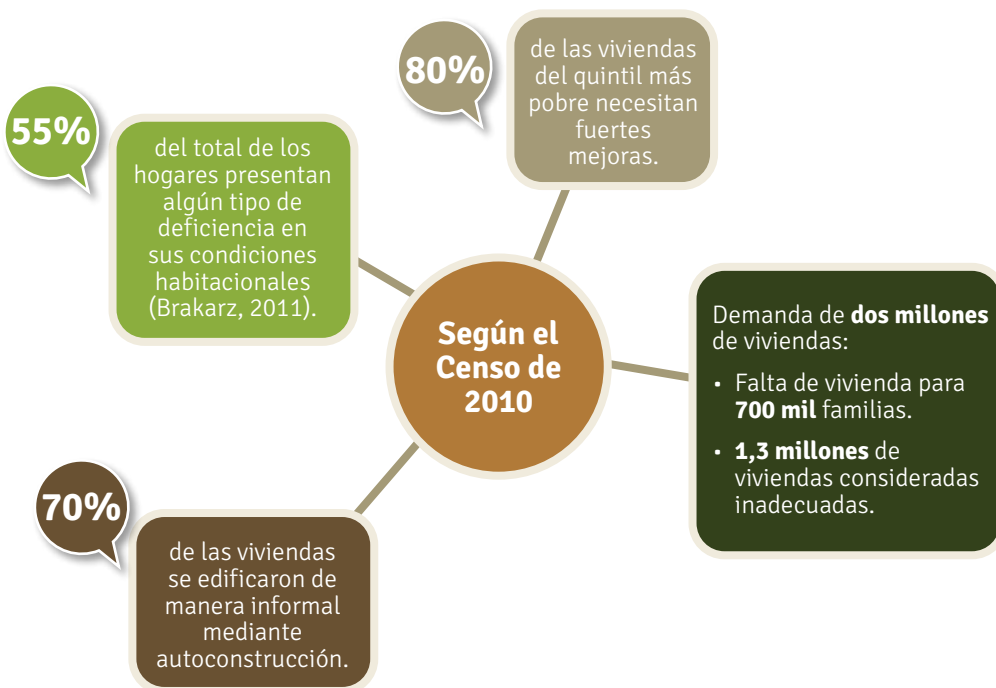 80%
de las viviendas
del quintil más
pobre necesitan
fuertes
mejoras.
55%
del total de los
hogares presentan
algún tipo de
deficiencia en
sus condiciones
habitacionales
(Brakarz, 2011).
Según el
Censo de
2010
Demanda de dos millones
de viviendas:
• Falta de vivienda para
700 mil familias.
• 1,3 millones de
viviendas consideradas
inadecuadas.
70%
de las viviendas
se edificaron de
manera informal
mediante
autoconstrucción.